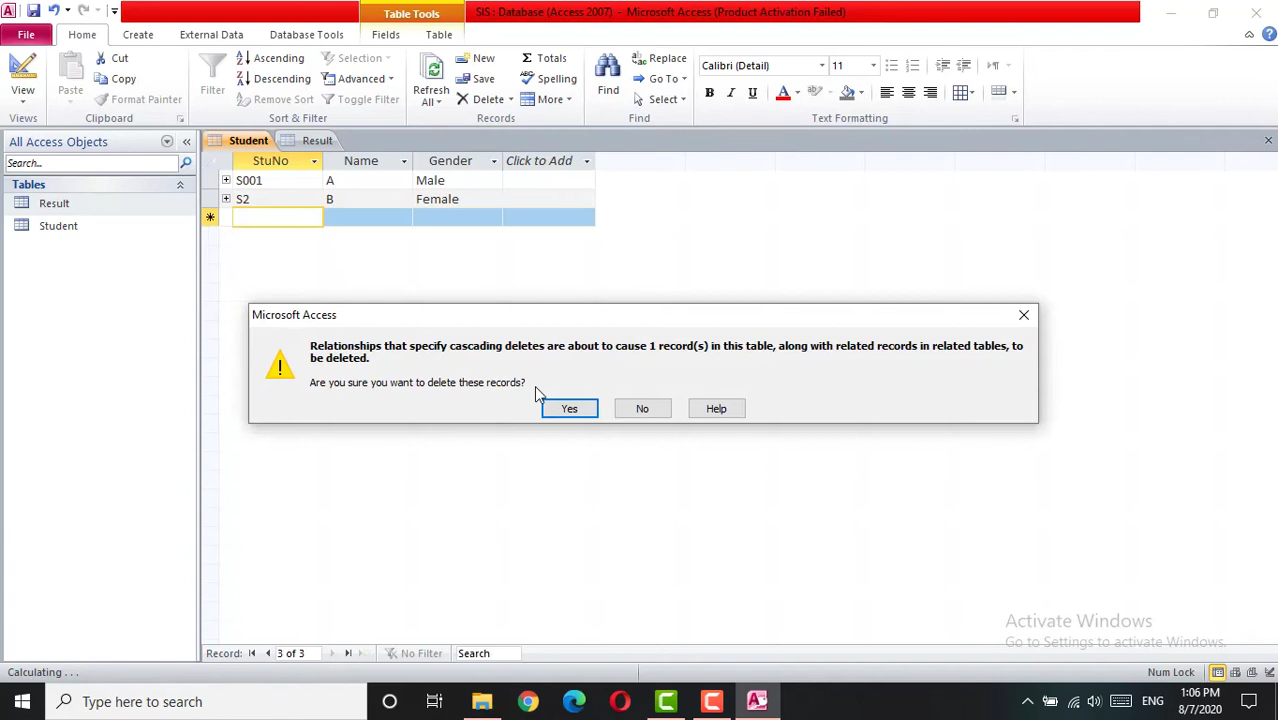 Table Tools
SIS : Database (Access 2007) - Microsoft Access (Product Activation Failed)
File Home Create External Data Database Tools Fields Table
View
Views
Paste
Cut
Copy
Format Painter
Clipboard
Filter
Ascending
Descending
Remove Sort
Selection
Advanced
Toggle Filter
Sort & Filter
Refresh
All
New
Save
Delete
Totals
Spelling
More
Records
Find
Replace
Go To
Select
Find
Calibri (Detail) 11
B I U A
Text Formatting
All Access Objects
Search...
Tables
Result
Student
Student Result
StuNo Name Gender Click to Add
S001 A Male
S2 B Female
Microsoft Access
Relationships that specify cascading deletes are about to cause 1 record(s) in this table, along with related records in related tables, to
be deleted.
Are you sure you want to delete these records?
Yes No Help
Activate Windows
Go to Settings to activate Windows.
Record: 3 of 3 No Filter Search
Calculating . . .
Num Lock
Type here to search
ENG
1:06 PM
8/7/2020